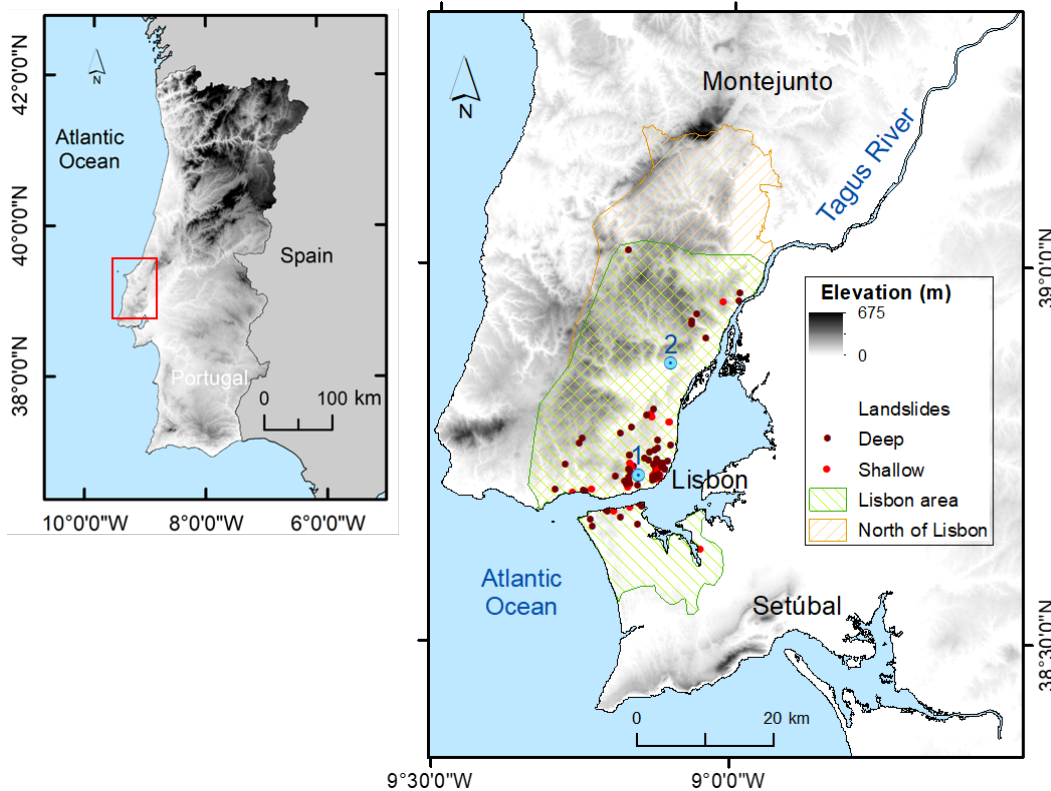 42°0'0"N
40°0'0"N
38°0'0"N
N
Atlantic
Ocean
Spain
Portugal
0 100 km
10°0'0"W 8°0'0"W 6°0'0"W
N
Montejunto
Tagus River
39°0'0"N
Elevation (m)
675
0
Landslides
Deep
Shallow
Lisbon area
North of Lisbon
2
1
Lisbon
Atlantic
Ocean
Setúbal
38°30'0"N
0 20 km
9°30'0"W 9°0'0"W